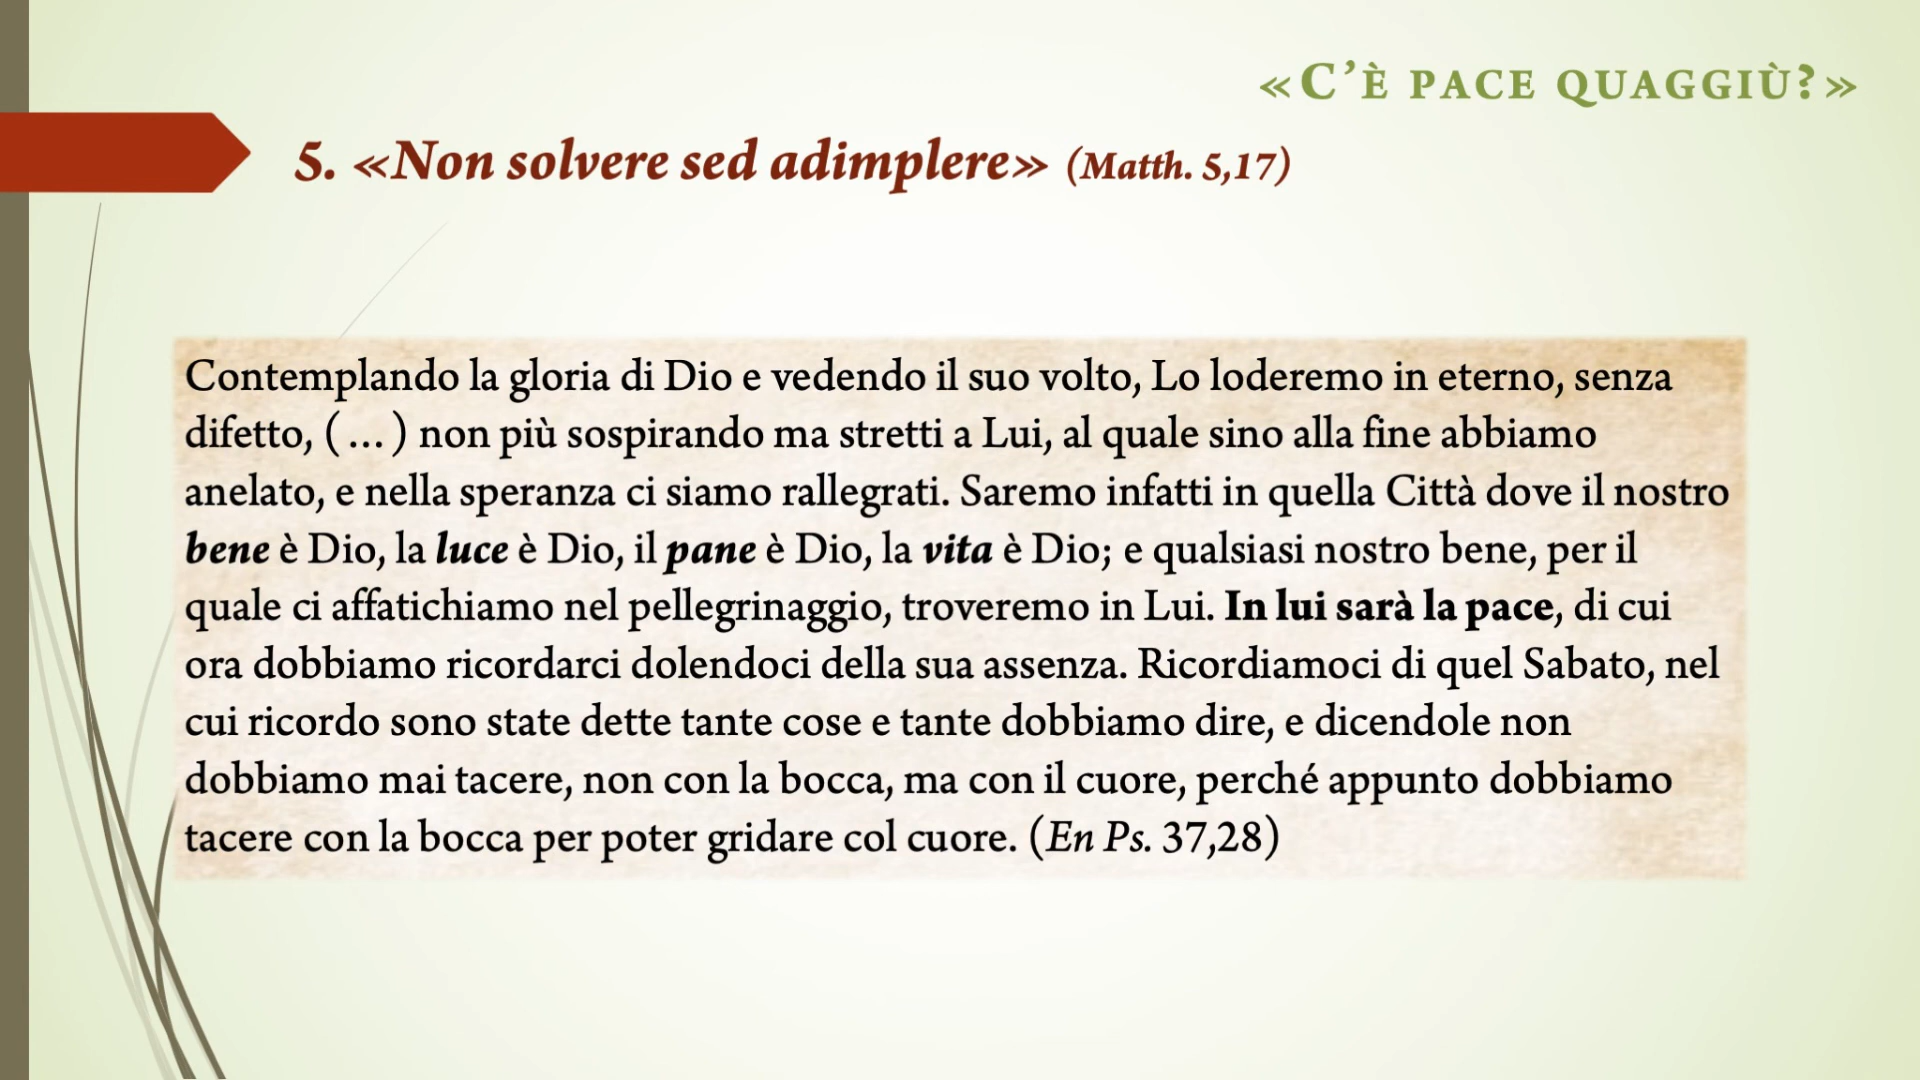 «C’È PACE QUAGGIÙ?»
5. «Non solvere sed adimplere» (Matth. 5,17)
Contemplando la gloria di Dio e vedendo il suo volto, Lo loderemo in eterno, senza
difetto, (…) non più sospirando ma stretti a Lui, al quale sino alla fine abbiamo
anelato, e nella speranza ci siamo rallegrati. Saremo infatti in quella Città dove il nostro
bene è Dio, la luce è Dio, il pane è Dio, la vita è Dio; e qualsiasi nostro bene, per il
quale ci affatichiamo nel pellegrinaggio, troveremo in Lui. In lui sarà la pace, di cui
ora dobbiamo ricordarci dolendoci della sua assenza. Ricordiamoci di quel Sabato, nel
cui ricordo sono state dette tante cose e tante dobbiamo dire, e dicendole non
dobbiamo mai tacere, non con la bocca, ma con il cuore, perché appunto dobbiamo
tacere con la bocca per poter gridare col cuore. (En Ps. 37,28)